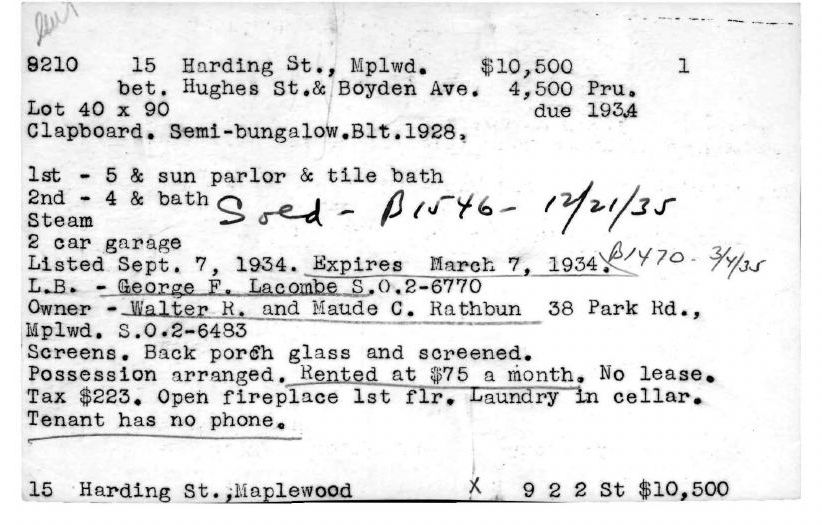 8210 15 Harding St., Mplwd. $10,500 1
bet. Hughes St.& Boyden Ave. 4,500 Pru.
Lot 40 x 90 due 1934
Clapboard. Semi-bungalow.Blt.1928.
1st - 5 & sun parlor & tile bath
2nd - 4 & bath
Soed - B1546 - 12/21/35
Steam
2 car garage
Listed Sept. 7, 1934. Expires March 7, 1934. B1470 - 3/4/35
L.B. - George F. Lacombe S.O.2-6770
Owner - Walter R. and Maude C. Rathbun 38 Park Rd.,
Mplwd. S.O.2-6483
Screens. Back porch glass and screened.
Possession arranged. Rented at $75 a month. No lease.
Tax $223. Open fireplace 1st flr. Laundry in cellar.
Tenant has no phone.
15 Harding St.,Maplewood X 9 2 2 St $10,500